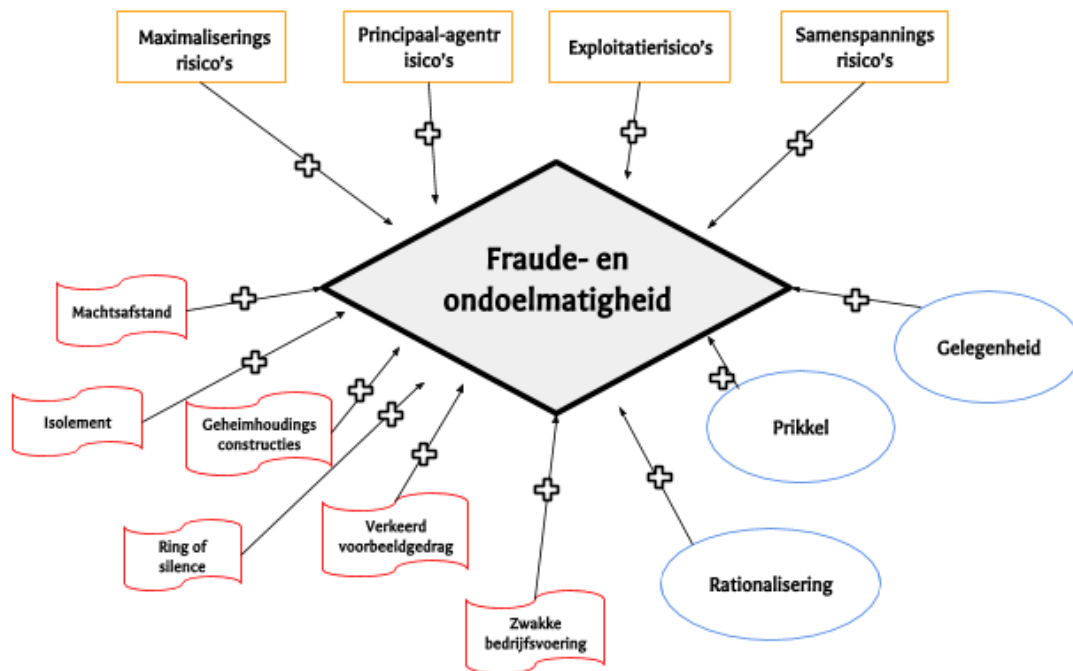 Maximaliserings
risico's
Principaal-agentr
isico's
Exploitatierisico's
Samenspannings
risico's
Fraude- en
ondoelmatigheid
Machtsafstand
Isolement
Geheimhoudings
constructies
Ring of
silence
Verkeerd
voorbeeldgedrag
Zwakke
bedrijfsvoering
Gelegenheid
Prikkel
Rationalisering